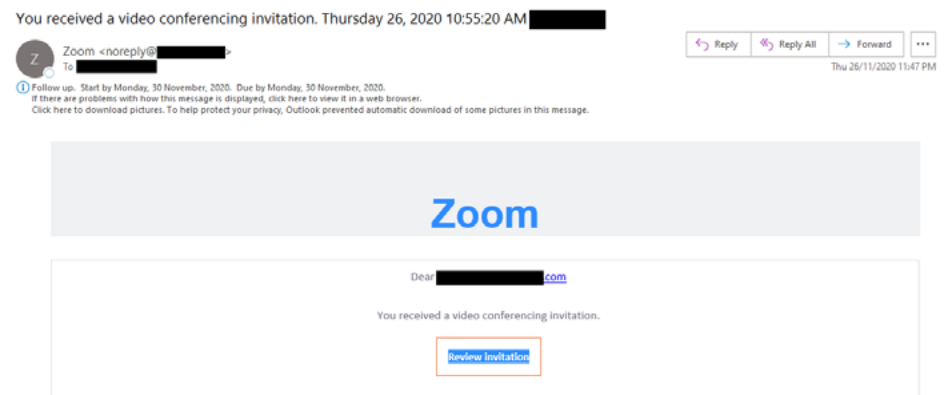 You received a video conferencing invitation. Thursday 26, 2020 10:55:20 AM
Reply
Reply All
Forward
...
Z
Zoom <noreply@ >
To
Thu 26/11/2020 11:47 PM
Follow up. Start by Monday, 30 November, 2020. Due by Monday, 30 November, 2020.
If there are problems with how this message is displayed, click here to view it in a web browser.
Click here to download pictures. To help protect your privacy, Outlook prevented automatic download of some pictures in this message.
Zoom
Dear .com
You received a video conferencing invitation.
Review invitation